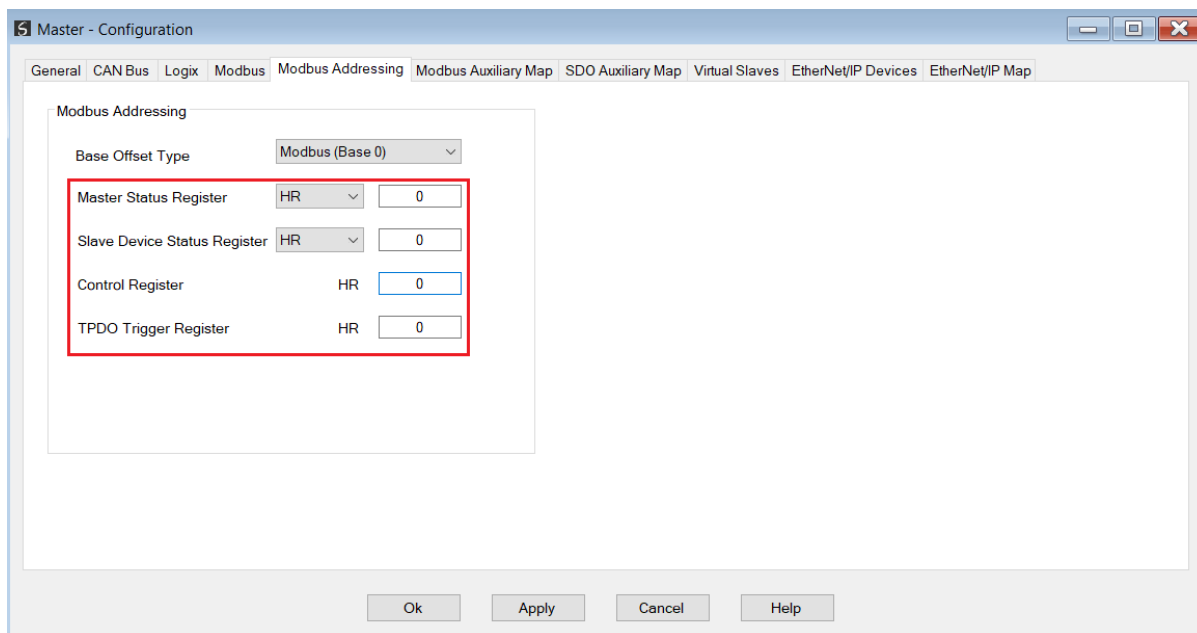 Master - Configuration
General CAN Bus Logix Modbus Modbus Addressing Modbus Auxiliary Map SDO Auxiliary Map Virtual Slaves EtherNet/IP Devices EtherNet/IP Map
Modbus Addressing
Base Offset Type Modbus (Base 0)
Master Status Register HR 0
Slave Device Status Register HR 0
Control Register HR 0
TPDO Trigger Register HR 0
Ok Apply Cancel Help